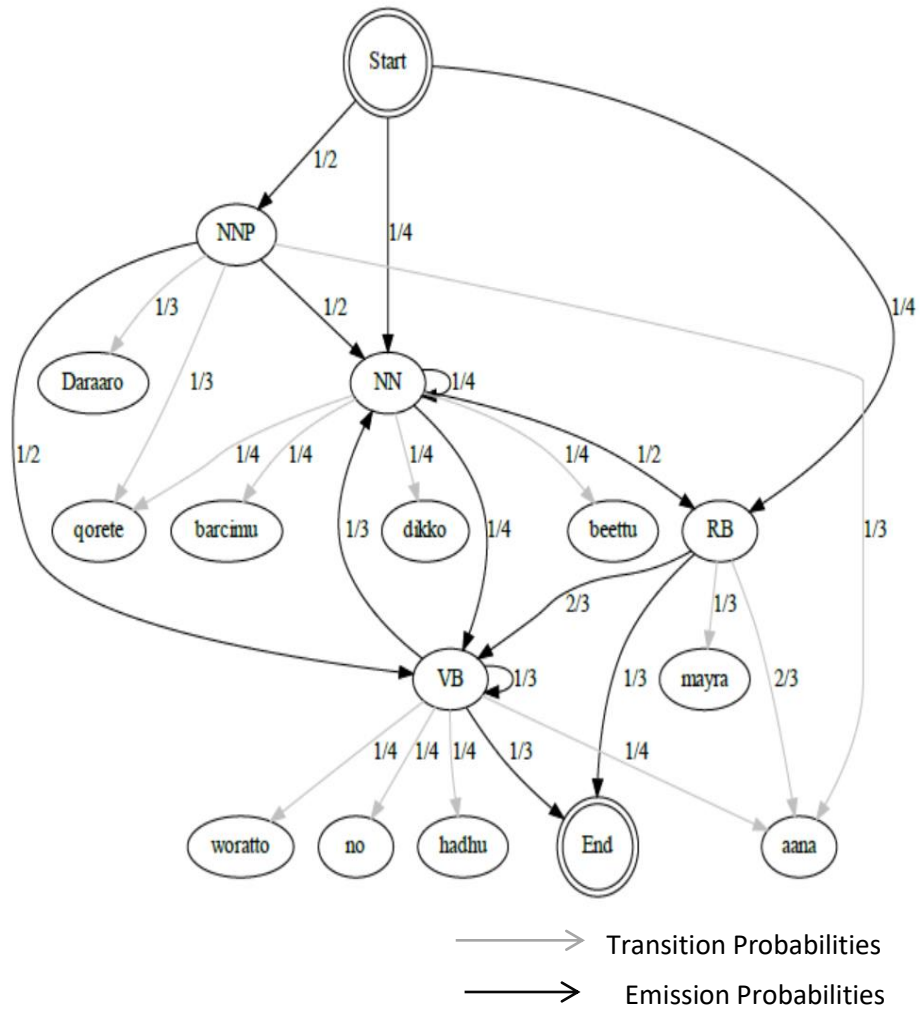 Start
1/2
NNP
1/4
1/4
1/3
1/2
Daraaro
1/3
NN
1/4
1/2
1/4
1/4
1/4
1/4
1/2
qorete
barcimu
1/3
dikko
1/4
beettu
RB
1/3
2/3
1/3
VB
1/3
1/3
mayra
2/3
1/4
1/4
1/4
1/3
1/4
woratto
no
hadhu
End
aana
Transition Probabilities
Emission Probabilities